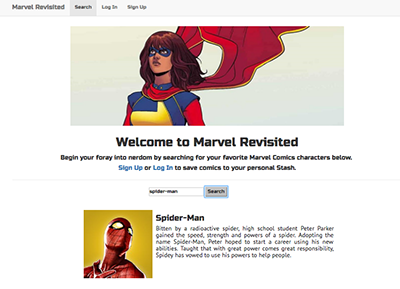 Marvel Revisited Search Log In Sign Up
Welcome to Marvel Revisited
Begin your foray into nerdom by searching for your favorite Marvel Comics characters below.
Sign Up or Log In to save comics to your personal Stash.
spider-man Search
Spider-Man
Bitten by a radioactive spider, high school student Peter Parker
gained the speed, strength and powers of a spider. Adopting the
name Spider-Man, Peter hoped to start a career using his new
abilities. Taught that with great power comes great responsibility,
Spidey has vowed to use his powers to help people.